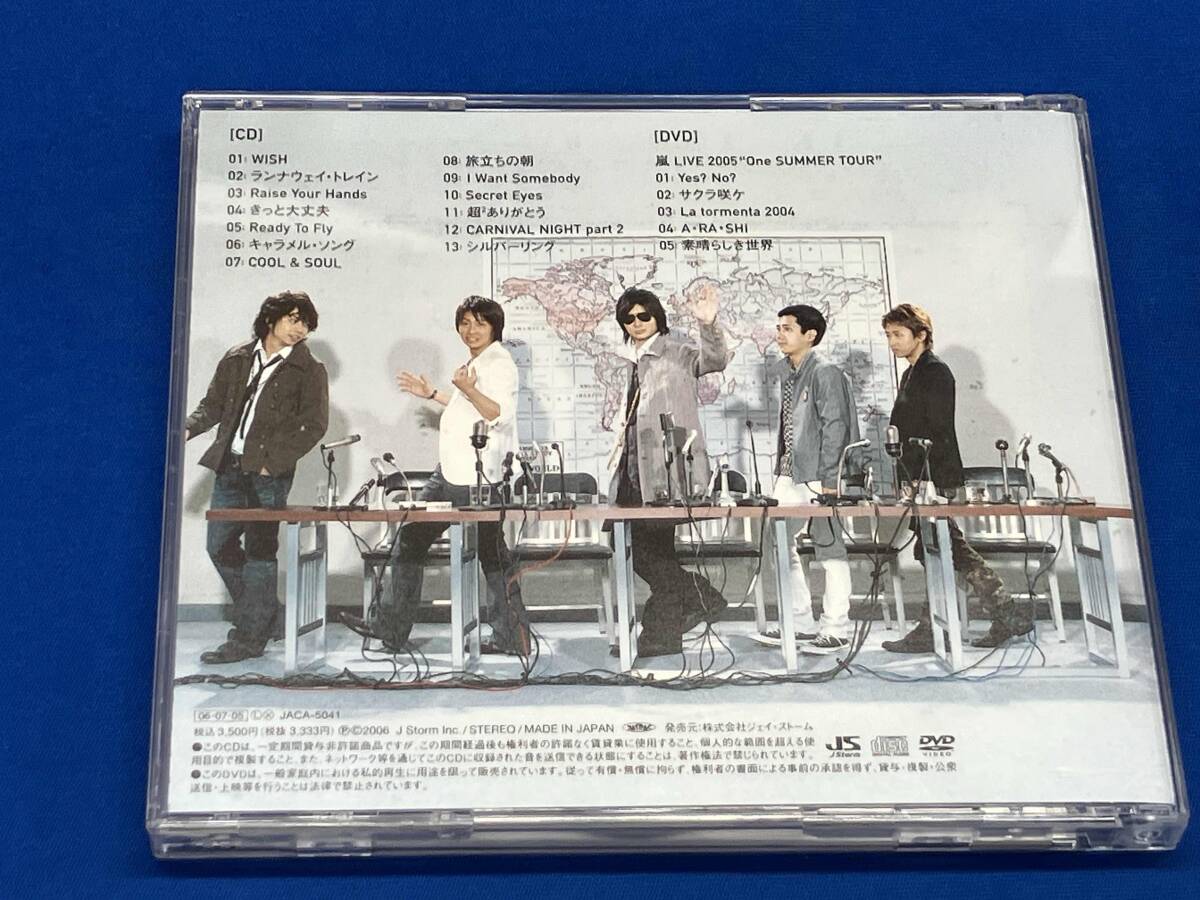 [CD]
01: WISH
02: ランナウェイ・トレイン
03: Raise Your Hands
04: きっと大丈夫
05: Ready To Fly
06: キャラメル・ソング
07: COOL & SOUL
08: 旅立ちの朝
09: I Want Somebody
10: Secret Eyes
11: 超²ありがとう
12: CARNIVAL NIGHT part 2
13: シルバーリング
[DVD]
嵐 LIVE 2005"One SUMMER TOUR"
01: Yes? No?
02: サクラ咲ケ
03: La tormenta 2004
04: A・RA・SHI
05: 素晴らしき世界
WORLD
06・07・05 Ⓛ Ⓧ JACA-5041
税込 3,500円 (税抜 3,333円) ℗©2006 J Storm Inc. / STEREO / MADE IN JAPAN 発売元:株式会社ジェイ・ストーム
●このCDは、一定期間貸与非許諾商品ですが、この期間経過後も権利者の許諾なく賃貸業に使用すること、個人的な範囲を超える使
用目的で複製すること、また、ネットワーク等を通じてこのCDに収録された音を送信できる状態にすることは、著作権法で禁じられています。
●このDVDは、一般家庭内における私的再生に用途を限って販売されています。従って有償・無償に拘らず、権利者の書面による事前の承認を得ず、貸与・複製・公衆
送信・上映等を行うことは法律で禁止されています。
JS
J Storm
COMPACT
disc
DIGITAL AUDIO
DVD
VIDEO